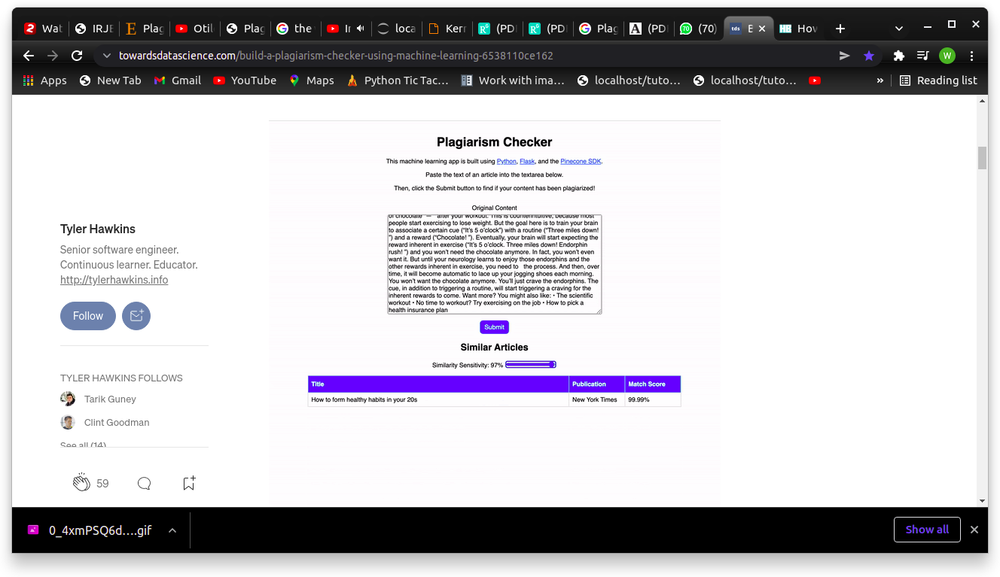 Wat
IRJE
Plag
Otil
Plag
the
Ir
loca
Kerr
(PDI
(PDI
Plag
(PDI
(70)
tds
E
HB
How
towardsdatascience.com/build-a-plagiarism-checker-using-machine-learning-6538110ce162
W
Apps
New Tab
Gmail
YouTube
Maps
Python Tic Tac…
Work with ima…
localhost/tuto…
localhost/tuto…
»
Reading list
Plagiarism Checker
This machine learning app is built using Python, Flask, and the Pinecone SDK.
Paste the text of an article into the textarea below.
Then, click the Submit button to find if your content has been plagiarized!
Original Content
of chocolate — after your workout. This is counterintuitive, because most
people start exercising to lose weight. But the goal here is to train your brain
to associate a certain cue (“It’s 5 o’clock”) with a routine (“Three miles down!
”) and a reward (“Chocolate! ”). Eventually, your brain will start expecting the
reward inherent in exercise (“It’s 5 o’clock. Three miles down! Endorphin
rush! ”) and you won’t need the chocolate anymore. In fact, you won’t even
want it. But until your neurology learns to enjoy those endorphins and the
other rewards inherent in exercise, you need to the process. And then, over
time, it will become automatic to lace up your jogging shoes each morning.
You won’t want the chocolate anymore. You’ll just crave the endorphins. The
cue, in addition to triggering a routine, will start triggering a craving for the
inherent rewards to come. Want more? You might also like: • The scientific
workout • No time to workout? Try exercising on the job • How to pick a
health insurance plan
Submit
Similar Articles
Similarity Sensitivity: 97%
Title Publication Match Score
How to form healthy habits in your 20s New York Times 99.99%
Tyler Hawkins
Senior software engineer.
Continuous learner. Educator.
http://tylerhawkins.info
Follow
TYLER HAWKINS FOLLOWS
Tarik Guney
Clint Goodman
See all (14)
59
0_4xmPSQ6d….gif
Show all